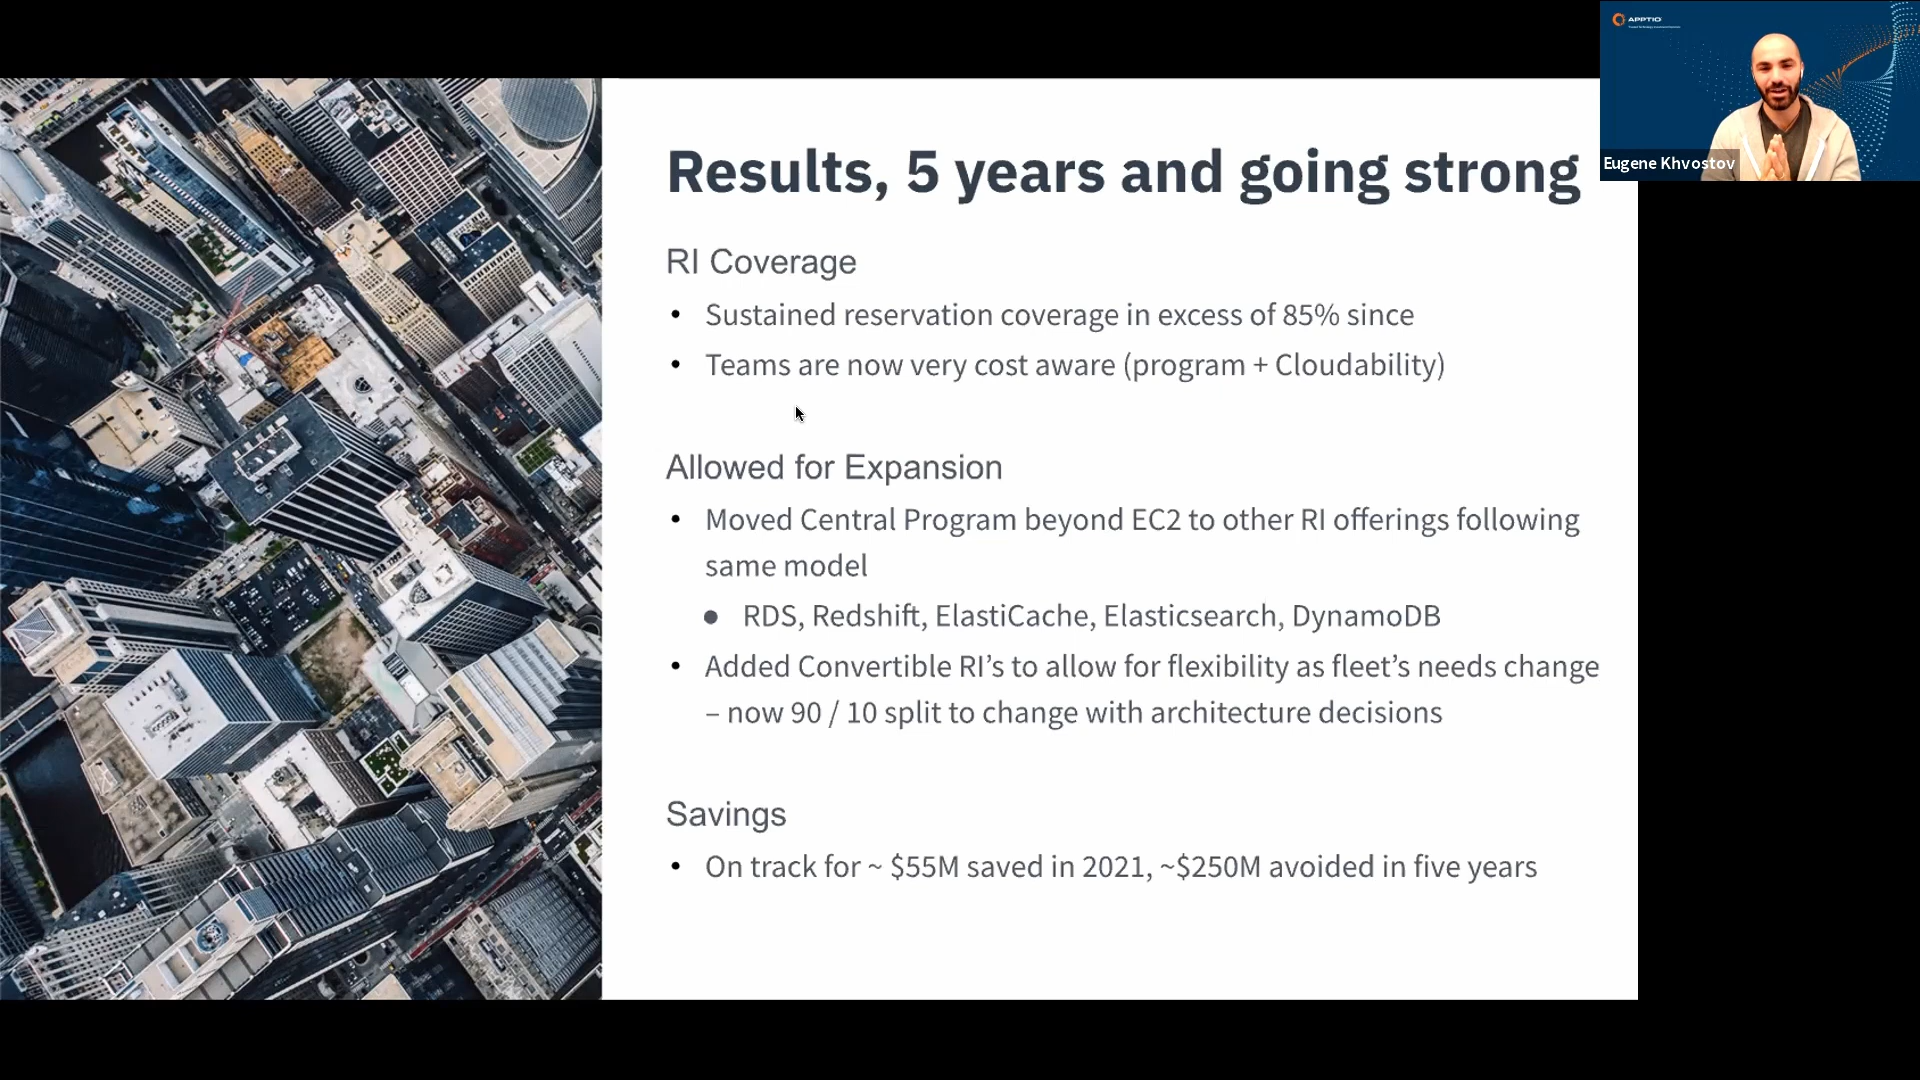 APPTIO
Eugene Khvostov
Results, 5 years and going strong
RI Coverage
• Sustained reservation coverage in excess of 85% since
• Teams are now very cost aware (program + Cloudability)
Allowed for Expansion
• Moved Central Program beyond EC2 to other RI offerings following
same model
● RDS, Redshift, ElastiCache, Elasticsearch, DynamoDB
• Added Convertible RI’s to allow for flexibility as fleet’s needs change
– now 90 / 10 split to change with architecture decisions
Savings
• On track for ~ $55M saved in 2021, ~$250M avoided in five years